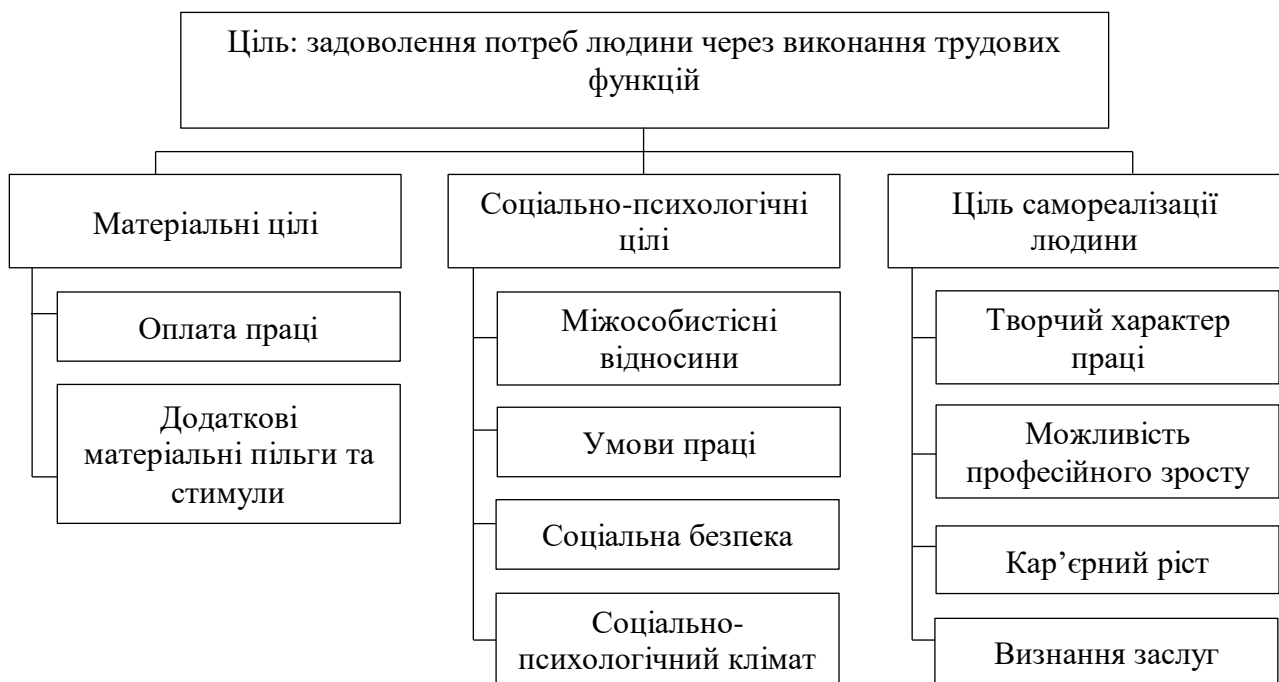 Ціль: задоволення потреб людини через виконання трудових
функцій
Матеріальні цілі
Оплата праці
Додаткові
матеріальні пільги та
стимули
Соціально-психологічні
цілі
Міжособистісні
відносини
Умови праці
Соціальна безпека
Соціально-
психологічний клімат
Ціль самореалізації
людини
Творчий характер
праці
Можливість
професійного зросту
Кар’єрний ріст
Визнання заслуг